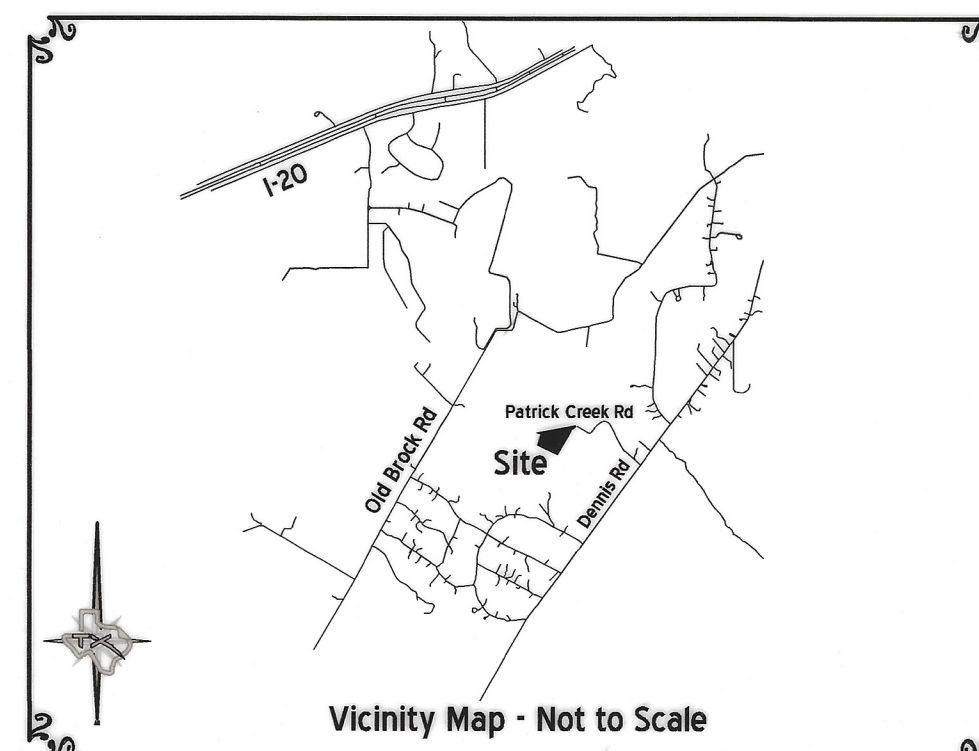 I-20
Patrick Creek Rd
Old Brock Rd
Site
Dennis Rd
TX
Vicinity Map - Not to Scale